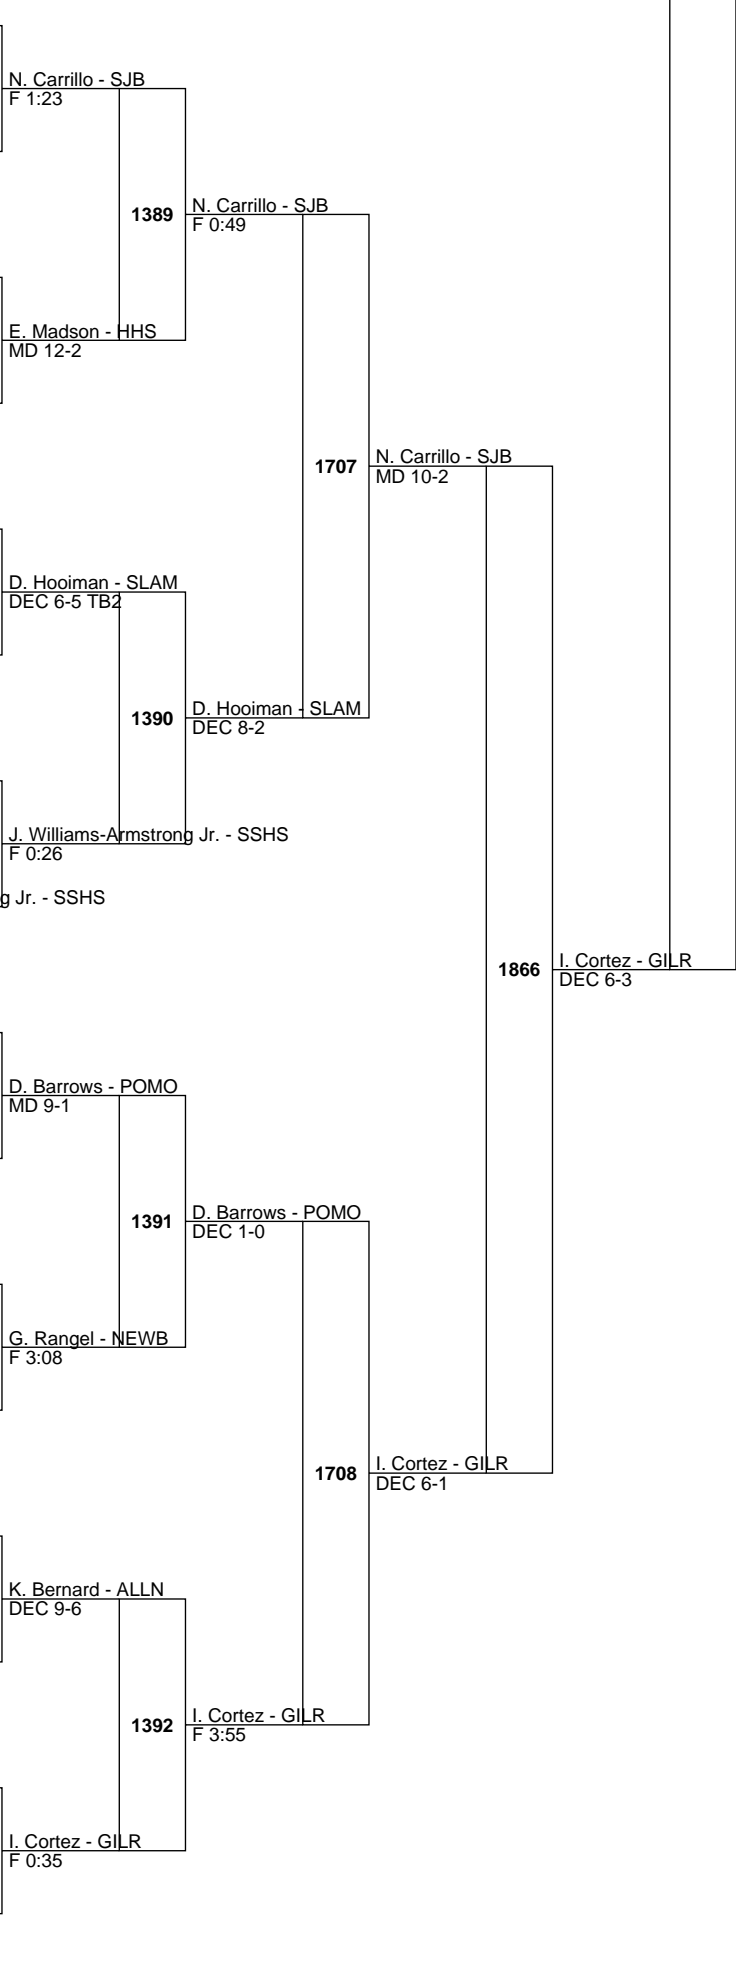 N. Carrillo - SJB
F 1:23
1389
N. Carrillo - SJB
F 0:49
E. Madson - HHS
MD 12-2
1707
N. Carrillo - SJB
MD 10-2
D. Hooiman - SLAM
DEC 6-5 TB2
1390
D. Hooiman - SLAM
DEC 8-2
J. Williams-Armstrong Jr. - SSHS
F 0:26
g Jr. - SSHS
1866
I. Cortez - GILR
DEC 6-3
D. Barrows - POMO
MD 9-1
1391
D. Barrows - POMO
DEC 1-0
G. Rangel - NEWB
F 3:08
1708
I. Cortez - GILR
DEC 6-1
K. Bernard - ALLN
DEC 9-6
1392
I. Cortez - GILR
F 3:55
I. Cortez - GILR
F 0:35